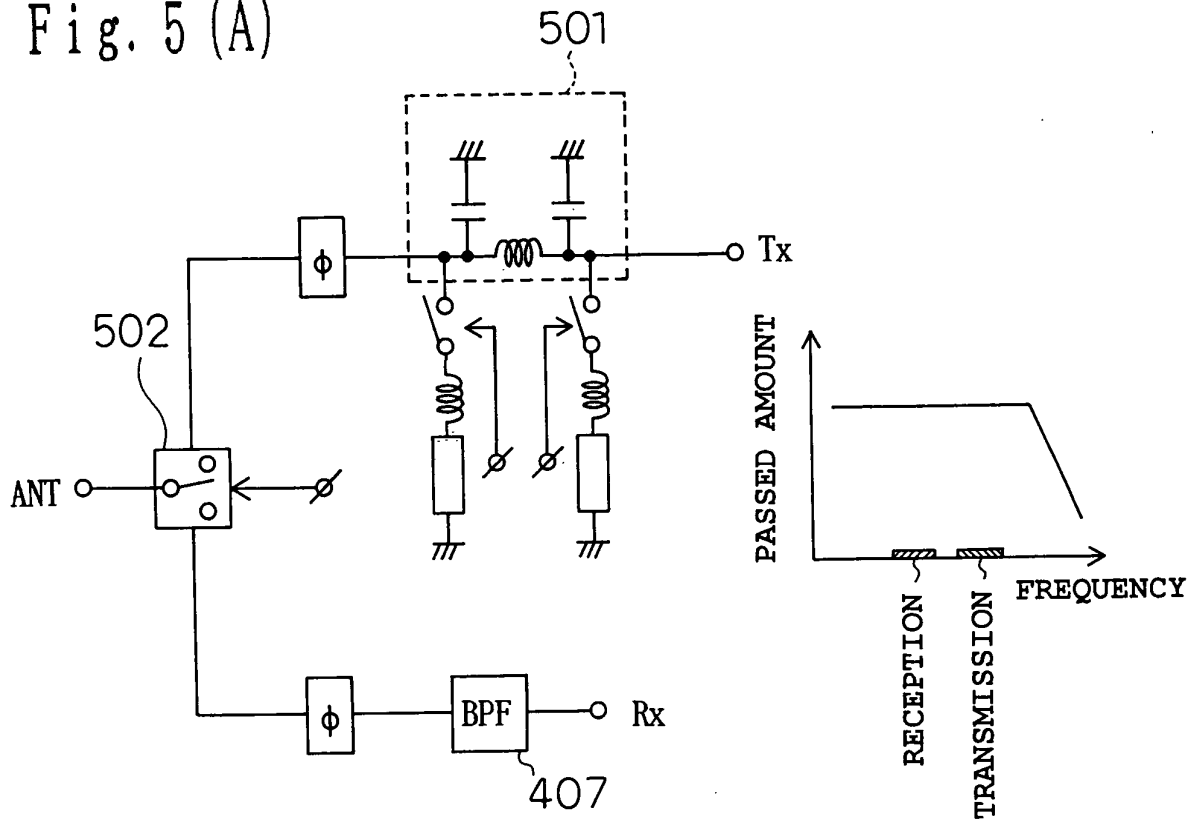 Fig. 5 (A)
501
ϕ
Tx
502
ANT
PASSED AMOUNT
FREQUENCY
RECEPTION
TRANSMISSION
ϕ
BPF
Rx
407